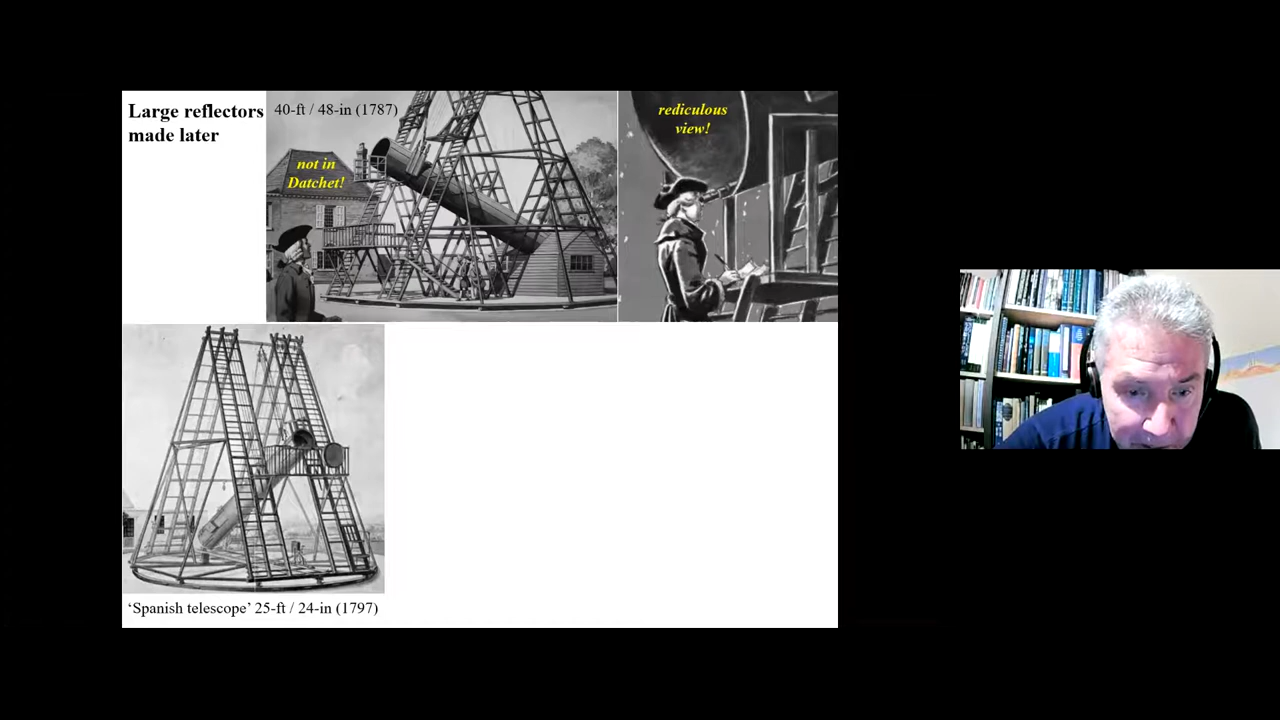 Large reflectors
made later
40-ft / 48-in (1787)
not in
Datchet!
rediculous
view!
‘Spanish telescope’ 25-ft / 24-in (1797)